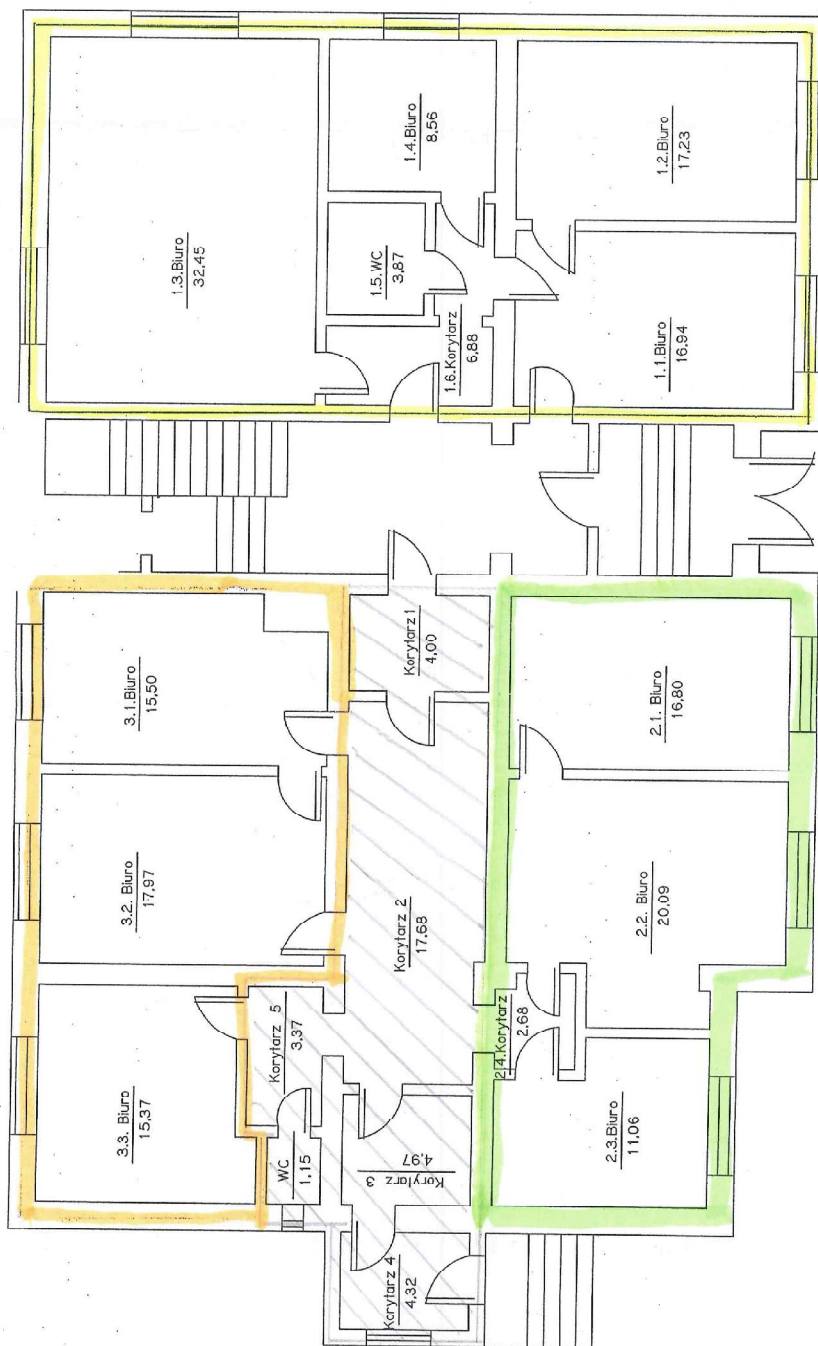 1.3.Biuro
32.45
1.4.Biuro
8,56
1.2.Biuro
17,23
1.5.WC
3,87
1.6.Korytarz
6,88
1.1.Biuro
16,94
3.1.Biuro
15,50
Korytarz 1
4,00
2.1. Biuro
16,80
3.2. Biuro
17,97
Korytarz 2
17,68
2.2. Biuro
20,09
3.3. Biuro
15,37
Korytarz 5
3,37
2.4.Korytarz
2,68
WC
1,15
Korytarz 3
4,97
2.3.Biuro
11,06
Korytarz 4
4,32